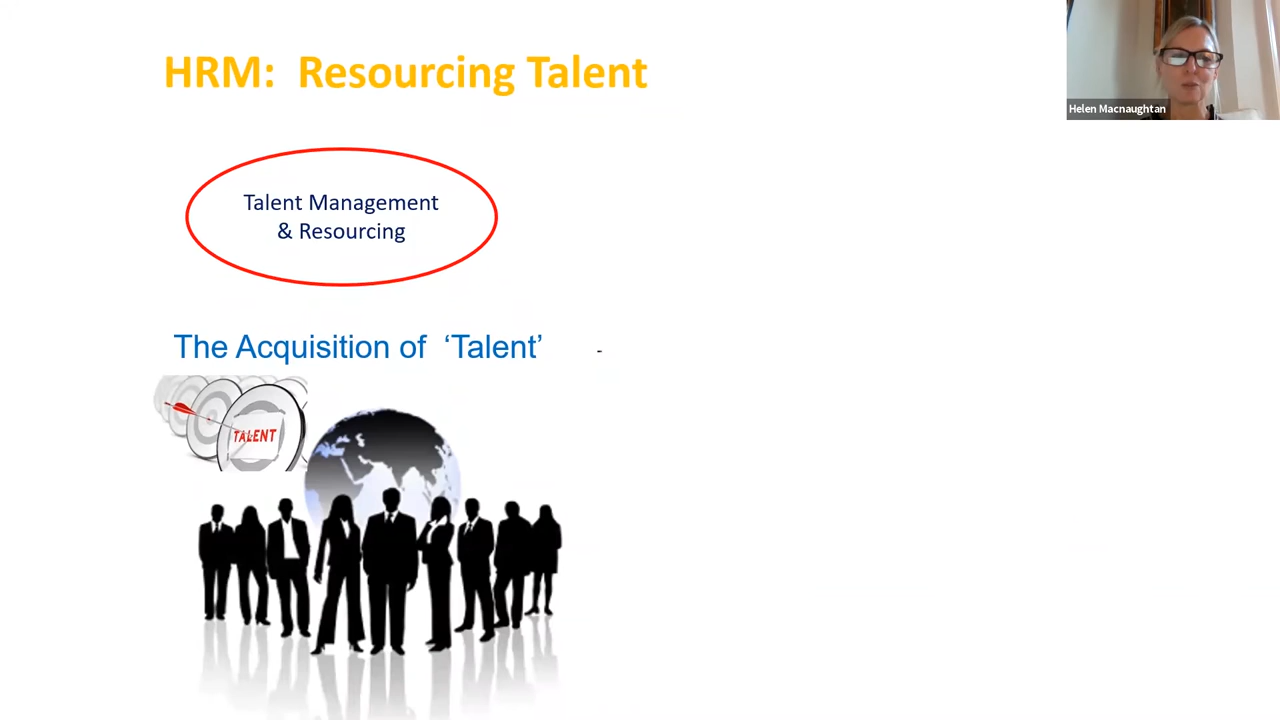 HRM:  Resourcing Talent
Helen Macnaughtan
Talent Management
& Resourcing
The Acquisition of  ‘Talent’
-
TALENT